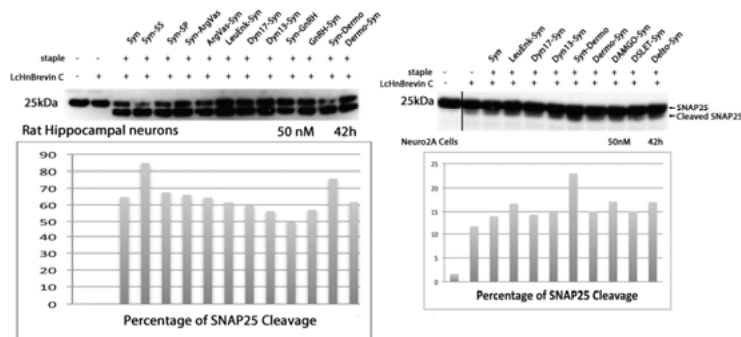 Syn
Syn-SS
Syn-SP
Syn-ArgVas
ArgVas-Syn
LeuEnk-Syn
Dyn17-Syn
Dyn13-Syn
Syn-GnRH
GnRH-Syn
Syn-Dermo
Dermo-Syn
staple - - + + + + + + + + + + + +
LcHnBrevin C - + + + + + + + + + + + + +
25kDa
Rat Hippocampal neurons 50 nM 42h
90
80
70
60
50
40
30
20
10
0
Percentage of SNAP25 Cleavage
Syn
LeuEnk-Syn
Dyn17-Syn
Dyn13-Syn
Syn-Dermo
Dermo-Syn
DAMGO-Syn
DSLET-Syn
Delto-Syn
staple - - + + + + + + + + +
LcHnBrevin C - + + + + + + + + + +
25kDa
←SNAP25
←Cleaved SNAP25
Neuro2A Cells 50nM 42h
25
20
15
10
5
0
Percentage of SNAP25 Cleavage